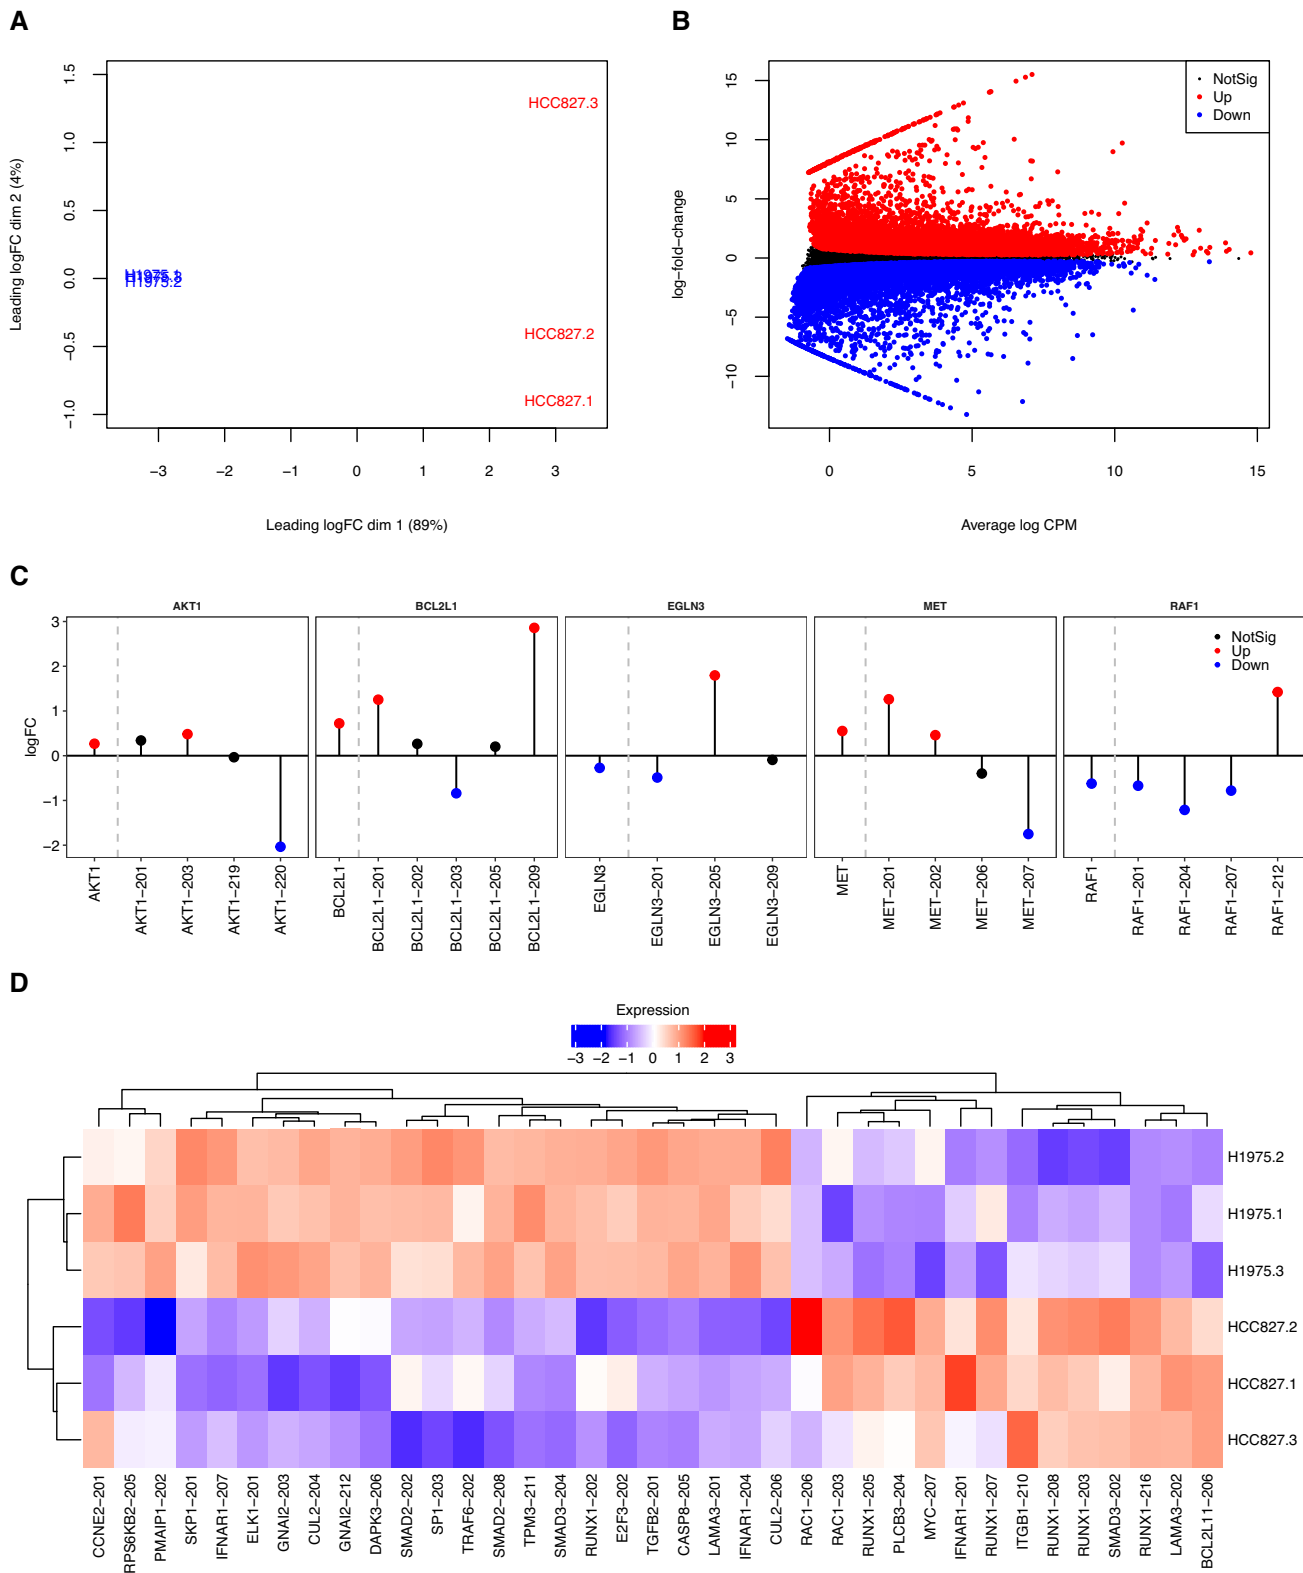 A
1.5
1.0
0.5
0.0
−0.5
−1.0
Leading logFC dim 2 (4%)
HCC827.3
H1975.1
H1975.3
H1975.2
HCC827.2
HCC827.1
−3 −2 −1 0 1 2 3
Leading logFC dim 1 (89%)
B
15
10
5
0
−5
−10
log−fold−change
NotSig
Up
Down
0 5 10 15
Average log CPM
C
AKT1 BCL2L1 EGLN3 MET RAF1
3
2
1
0
−1
−2
logFC
NotSig
Up
Down
AKT1 AKT1−201 AKT1−203 AKT1−219 AKT1−220
BCL2L1 BCL2L1−201 BCL2L1−202 BCL2L1−203 BCL2L1−205 BCL2L1−209
EGLN3 EGLN3−201 EGLN3−205 EGLN3−209
MET MET−201 MET−202 MET−206 MET−207
RAF1 RAF1−201 RAF1−204 RAF1−207 RAF1−212
D
Expression
−3 −2 −1 0 1 2 3
H1975.2
H1975.1
H1975.3
HCC827.2
HCC827.1
HCC827.3
CCNE2−201
RPS6KB2−205
PMAIP1−202
SKP1−201
IFNAR1−207
ELK1−201
GNAI2−203
CUL2−204
GNAI2−212
DAPK3−206
SMAD2−202
SP1−203
TRAF6−202
SMAD2−208
TPM3−211
SMAD3−204
RUNX1−202
E2F3−202
TGFB2−201
CASP8−205
LAMA3−201
IFNAR1−204
CUL2−206
RAC1−206
RAC1−203
RUNX1−205
PLCB3−204
MYC−207
IFNAR1−201
RUNX1−207
ITGB1−210
RUNX1−208
RUNX1−203
SMAD3−202
RUNX1−216
LAMA3−202
BCL2L11−206